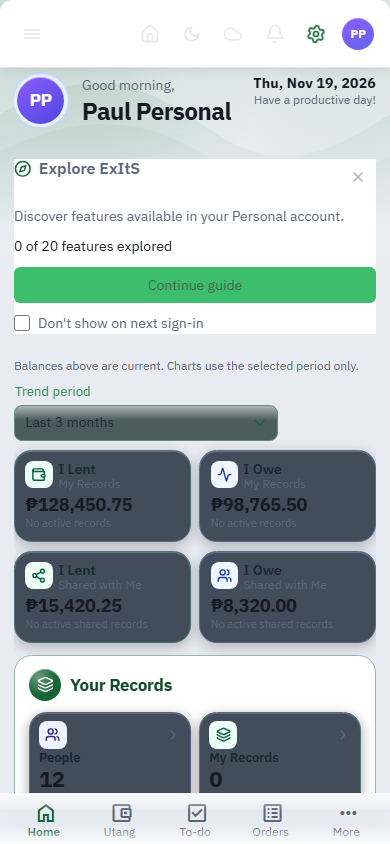 PP
PP
Good morning,
Paul Personal
Thu, Nov 19, 2026
Have a productive day!
Explore ExItS
Discover features available in your Personal account.
0 of 20 features explored
Continue guide
Don't show on next sign-in
Balances above are current. Charts use the selected period only.
Trend period
Last 3 months
I Lent
My Records
₱128,450.75
No active records
I Owe
My Records
₱98,765.50
No active records
I Lent
Shared with Me
₱15,420.25
No active shared records
I Owe
Shared with Me
₱8,320.00
No active shared records
Your Records
People
12
My Records
0
Home
Utang
To-do
Orders
More